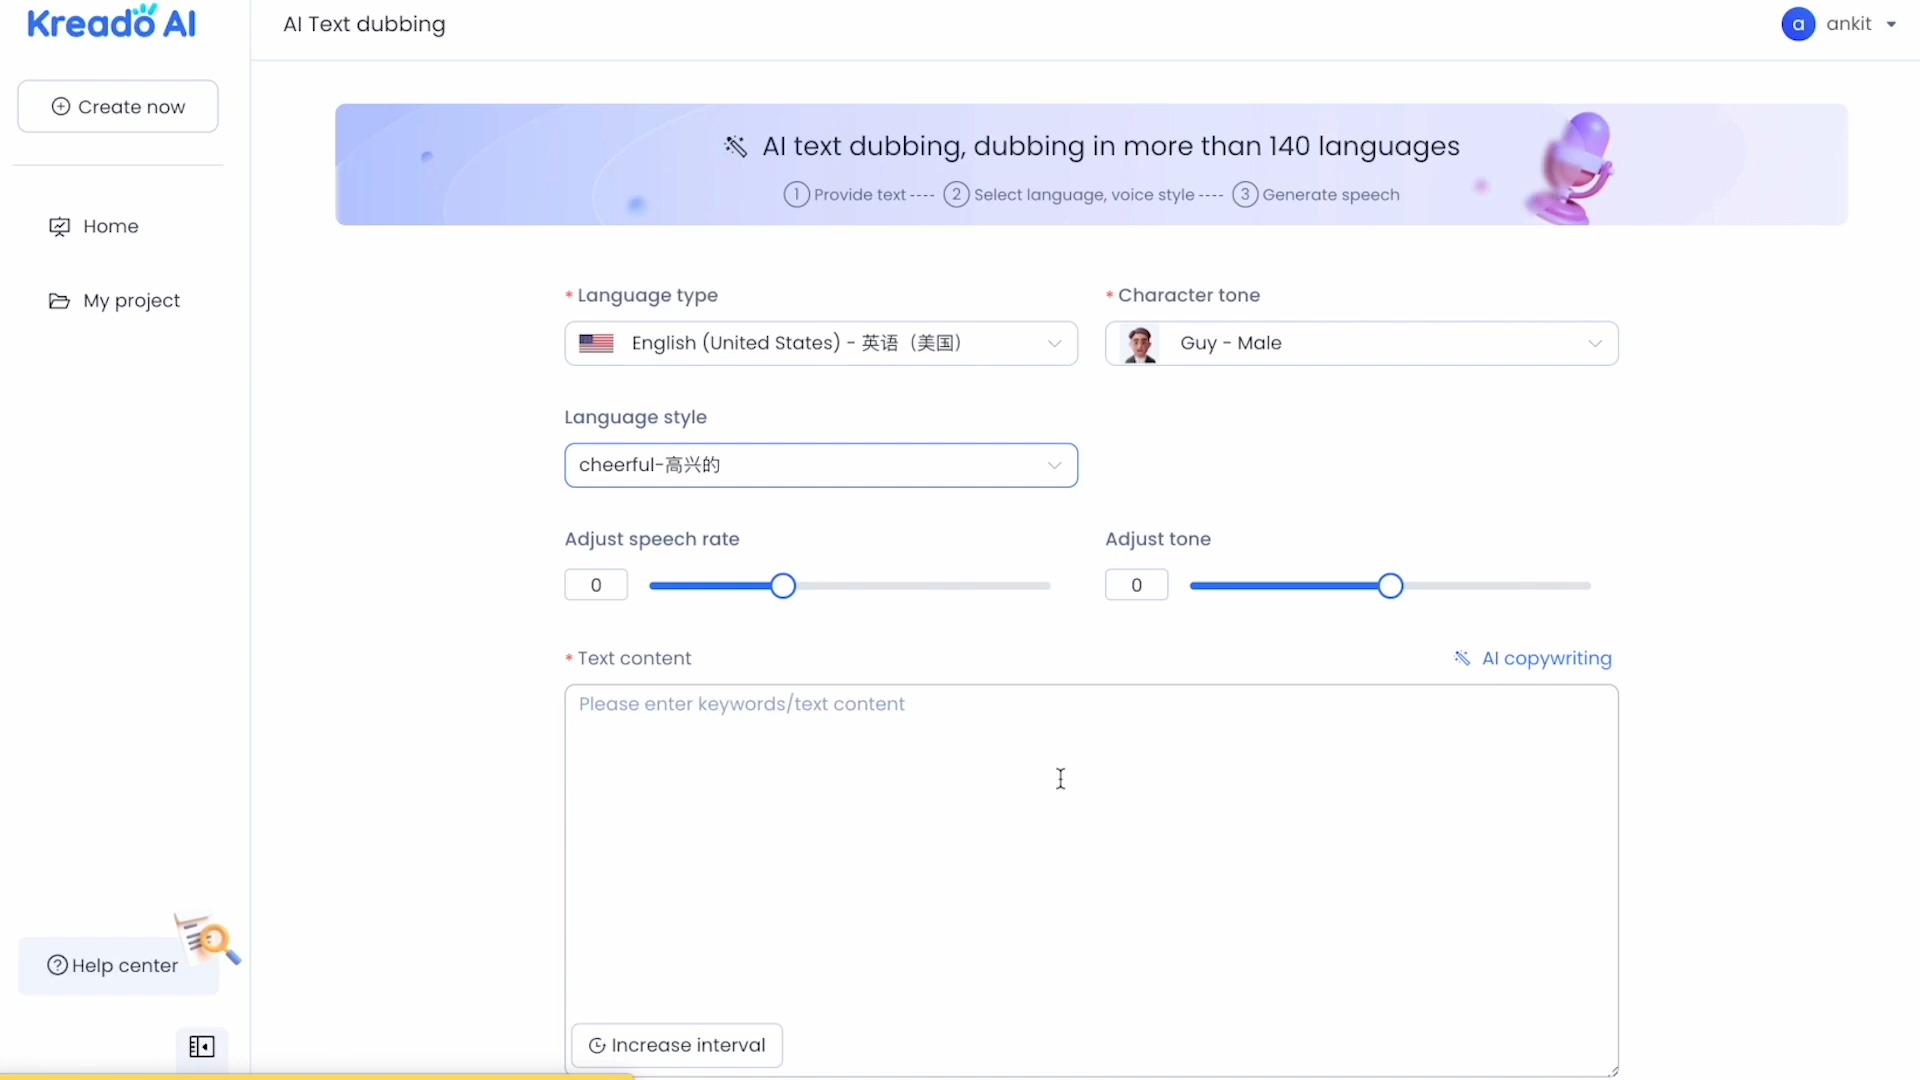 Kreado AI
AI Text dubbing
a ankit
Create now
Home
My project
AI text dubbing, dubbing in more than 140 languages
1 Provide text ---- 2 Select language, voice style ---- 3 Generate speech
* Language type
* Character tone
English (United States) - 英语（美国）
Guy - Male
Language style
cheerful-高兴的
Adjust speech rate
Adjust tone
0
0
* Text content
AI copywriting
Please enter keywords/text content
Help center
Increase interval